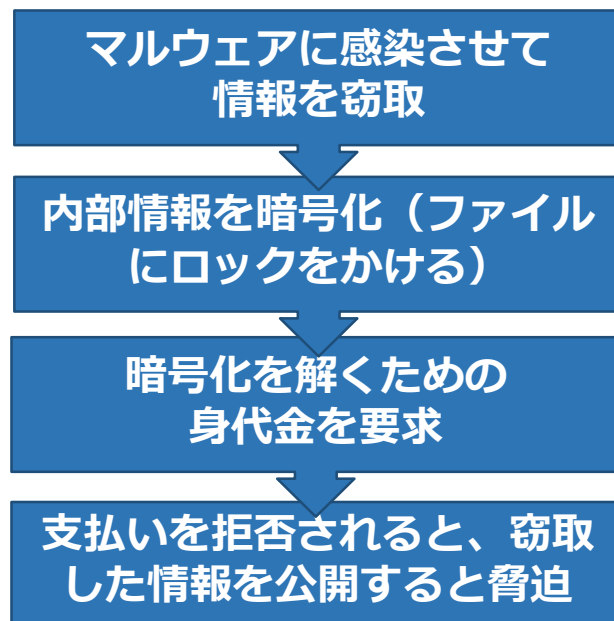 マルウェアに感染させて
情報を窃取
内部情報を暗号化（ファイル
にロックをかける）
暗号化を解くための
身代金を要求
支払いを拒否されると、窃取
した情報を公開すると脅迫